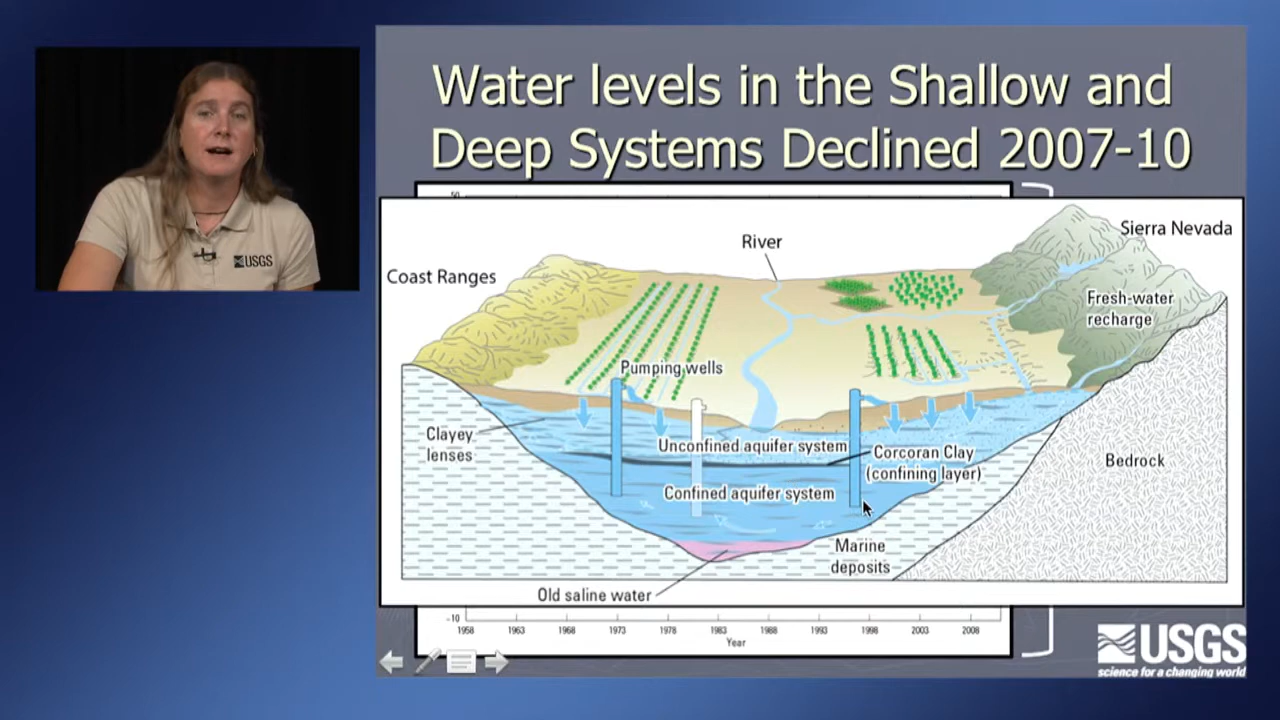 Water levels in the Shallow and
Deep Systems Declined 2007-10
USGS
50
Sierra Nevada
River
Coast Ranges
Fresh-water
recharge
Pumping wells
Clayey
lenses
Unconfined aquifer system
Corcoran Clay
(confining layer)
Bedrock
Confined aquifer system
Marine
deposits
Old saline water
-10
1958 1963 1968 1973 1978 1983 1988 1993 1998 2003 2008
Year
USGS
science for a changing world